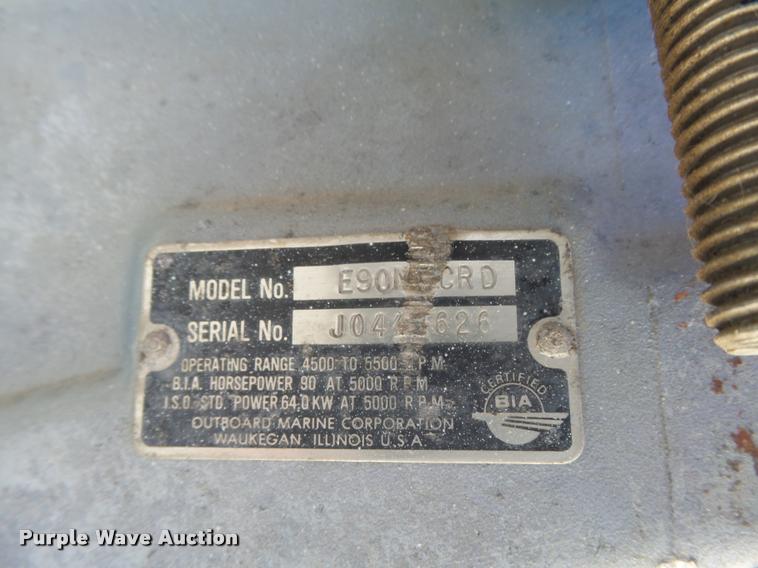 MODEL No.
SERIAL No.
OPERATING RANGE 4500 TO 5500 R.P.M.
B.I.A. HORSEPOWER 90 AT 5000 R.P.M.
I.S.O. STD. POWER 64.0 KW AT 5000 R.P.M.
OUTBOARD MARINE CORPORATION
WAUKEGAN, ILLINOIS U.S.A.
CERTIFIED
BIA
Purple Wave Auction